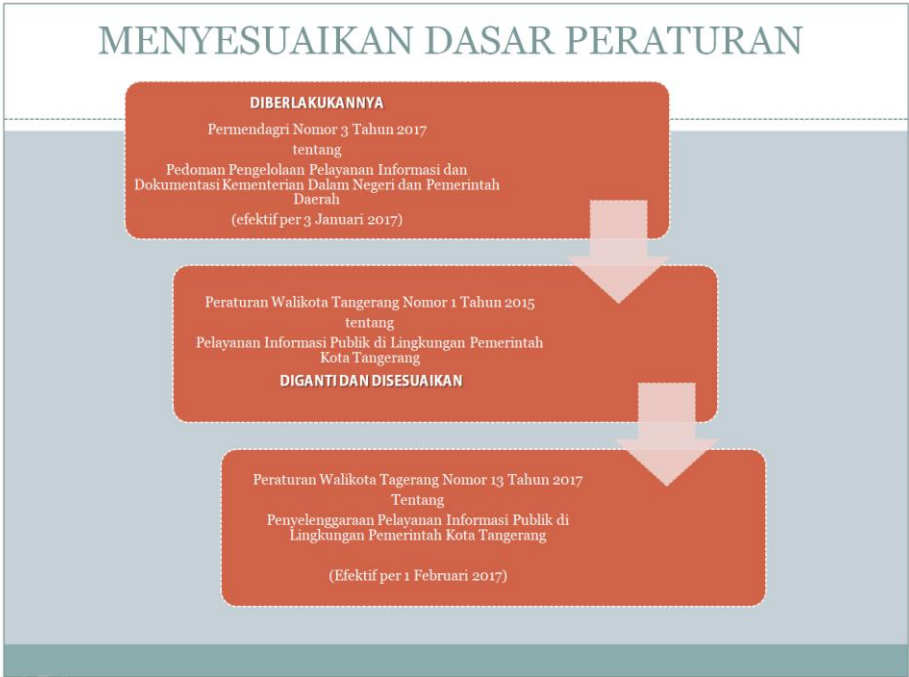 MENYESUAIKAN DASAR PERATURAN
DIBERLAKUKANNYA
Permendagri Nomor 3 Tahun 2017
tentang
Pedoman Pengelolaan Pelayanan Informasi dan
Dokumentasi Kementerian Dalam Negeri dan Pemerintah
Daerah
(efektif per 3 Januari 2017)
Peraturan Walikota Tangerang Nomor 1 Tahun 2015
tentang
Pelayanan Informasi Publik di Lingkungan Pemerintah
Kota Tangerang
DIGANTI DAN DISESUAIKAN
Peraturan Walikota Tagerang Nomor 13 Tahun 2017
Tentang
Penyelenggaraan Pelayanan Informasi Publik di
Lingkungan Pemerintah Kota Tangerang
(Efektif per 1 Februari 2017)